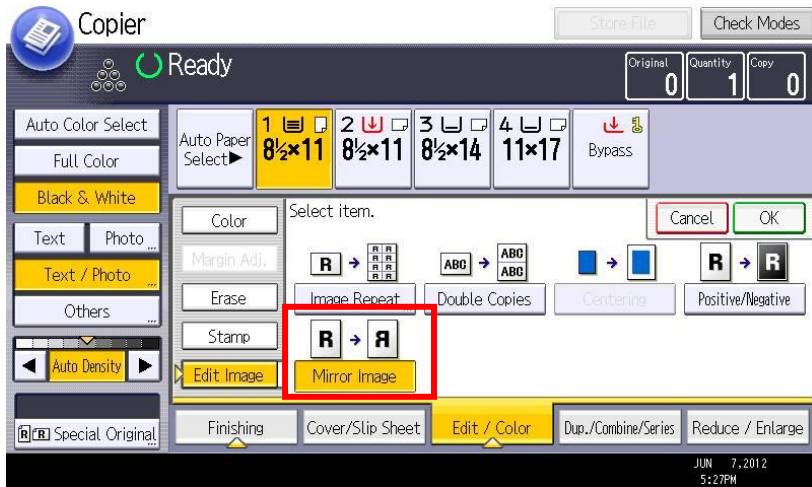 Copier
Store File
Check Modes
Ready
Original 0
Quantity 1
Copy 0
Auto Color Select
Full Color
Black & White
Text
Photo
Text / Photo
Others
Auto Density
Special Original
Auto Paper Select▶
1 8½×11
2 8½×11
3 8½×14
4 11×17
Bypass
Color
Margin Adj.
Erase
Stamp
Edit Image
Select item.
Cancel
OK
R → R R R R R R R R
Image Repeat
ABC → ABC ABC
Double Copies
Centering
R → R
Positive/Negative
R → Я
Mirror Image
Finishing
Cover/Slip Sheet
Edit / Color
Dup./Combine/Series
Reduce / Enlarge
JUN 7,2012
5:27PM